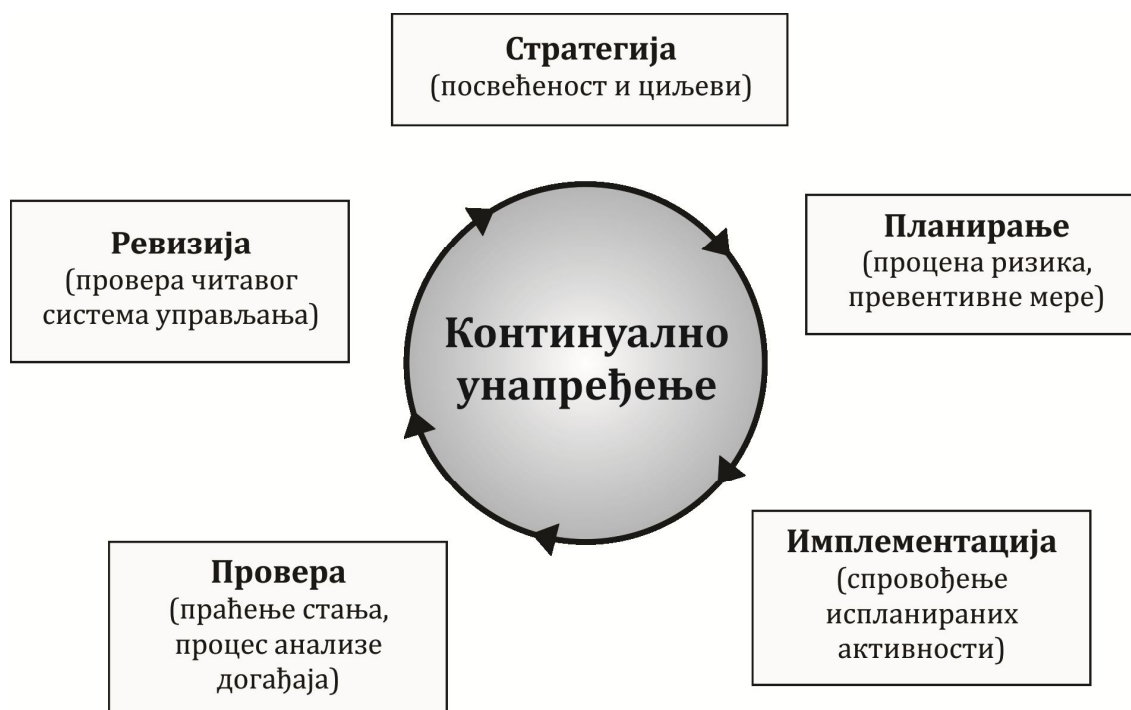 Стратегија
(посвећеност и циљеви)
Планирање
(процена ризика,
превентивне мере)
Имплементација
(спровођење
испланираних
активности)
Провера
(праћење стања,
процес анализе
догађаја)
Ревизија
(провера читавог
система управљања)
Континуално
унапређење